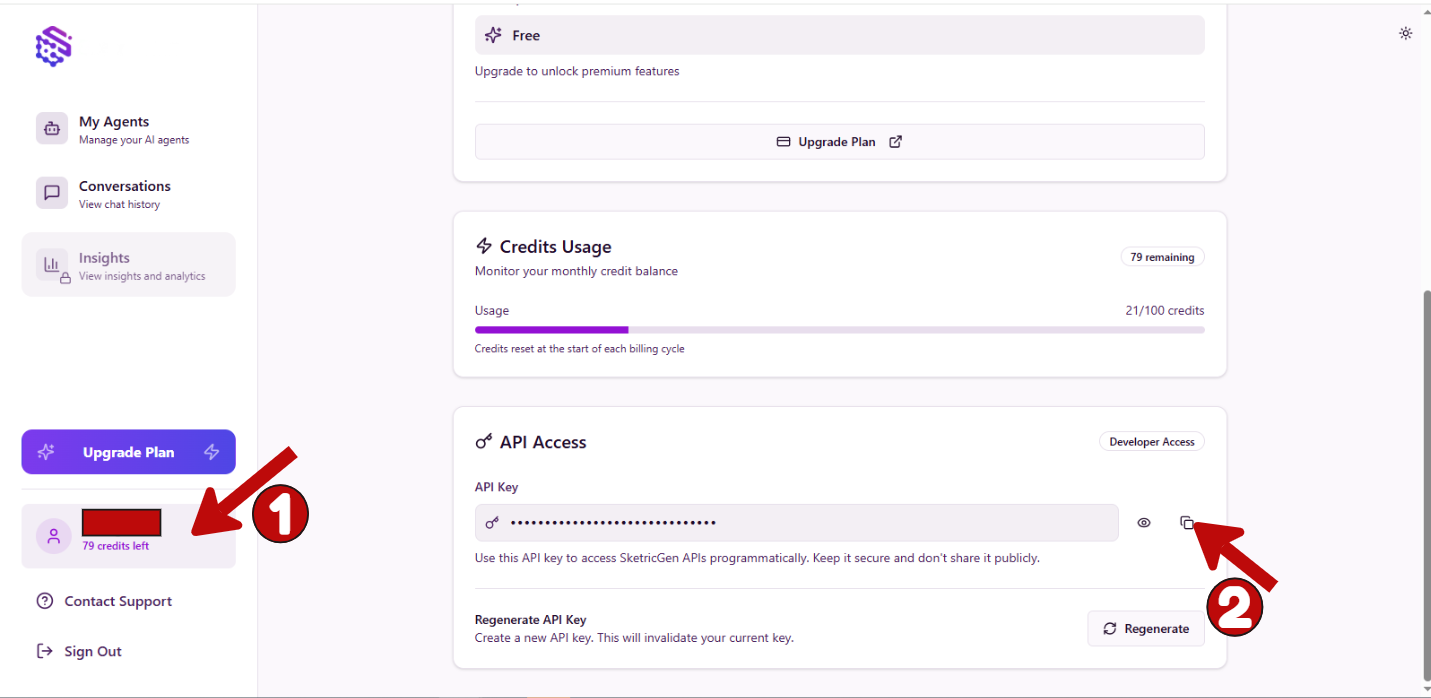 Free
Upgrade to unlock premium features
Upgrade Plan
My Agents
Manage your AI agents
Conversations
View chat history
Insights
View insights and analytics
Upgrade Plan
79 credits left
Contact Support
Sign Out
Credits Usage
79 remaining
Monitor your monthly credit balance
Usage
21/100 credits
Credits reset at the start of each billing cycle
API Access
Developer Access
API Key
Use this API key to access SketricGen APIs programmatically. Keep it secure and don't share it publicly.
Regenerate API Key
Create a new API key. This will invalidate your current key.
Regenerate
1
2